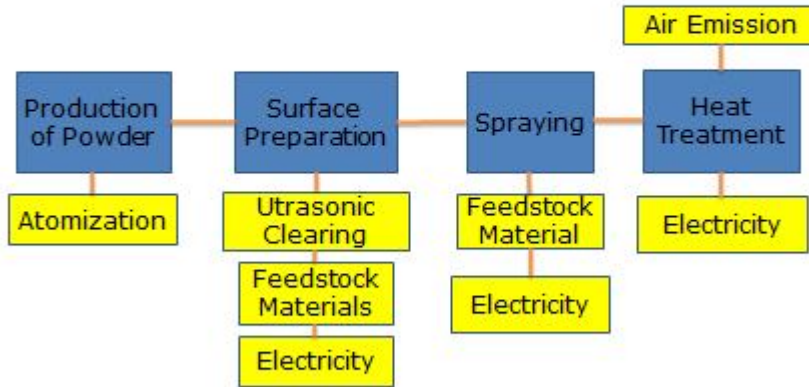 Air Emission
Production
of Powder
Surface
Preparation
Spraying
Heat
Treatment
Atomization
Utrasonic
Clearing
Feedstock
Materials
Electricity
Feedstock
Material
Electricity
Electricity